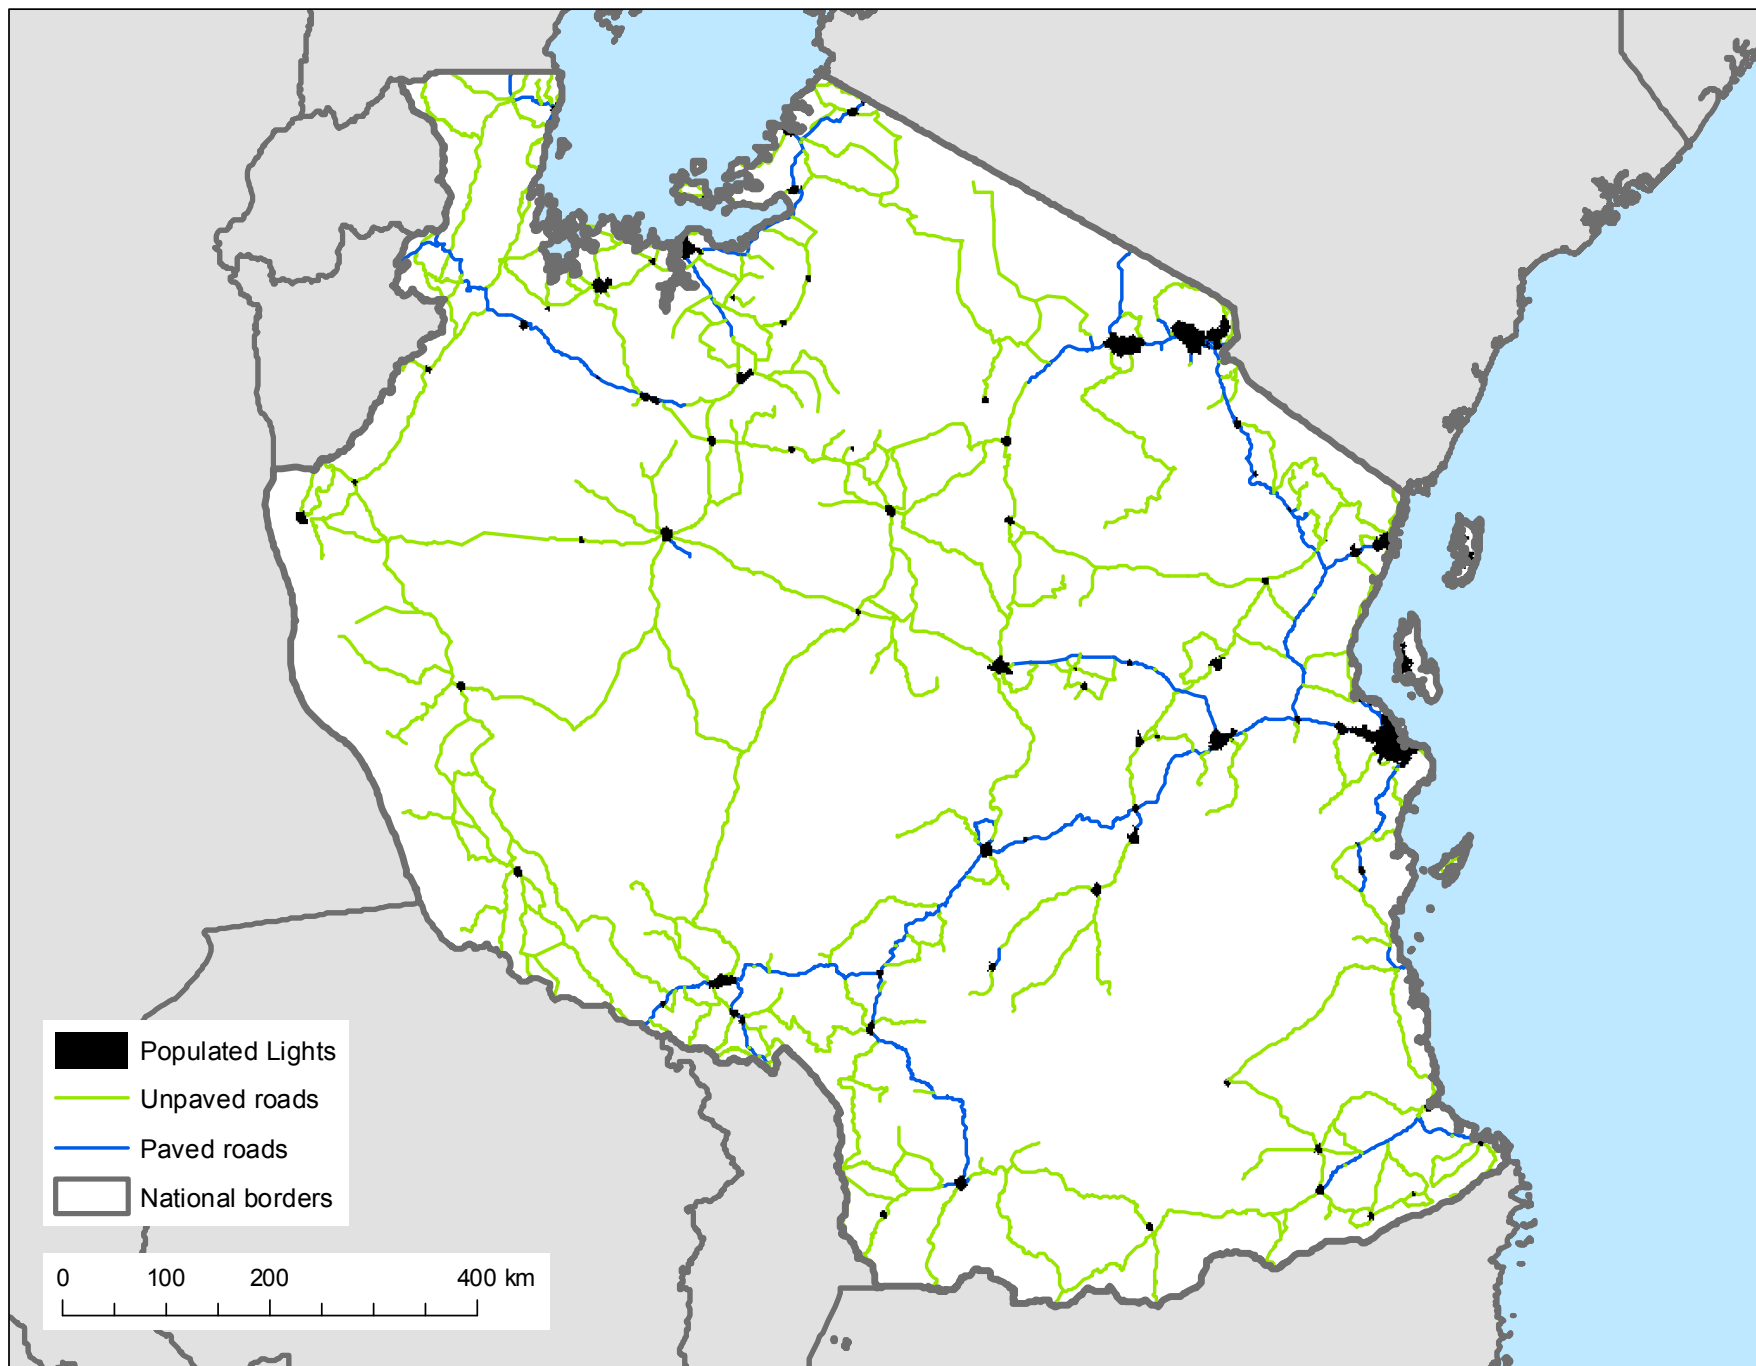 Populated Lights
Unpaved roads
Paved roads
National borders
0 100 200 400 km